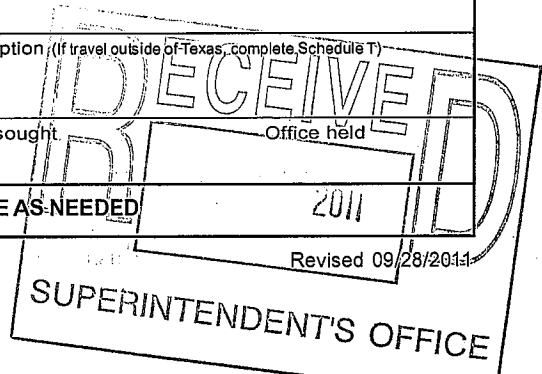 ption (If travel outside of Texas, complete Schedule T)
RECEIVED
sought Office held
2011
E AS NEEDED
Revised 09/28/2011
SUPERINTENDENT'S OFFICE